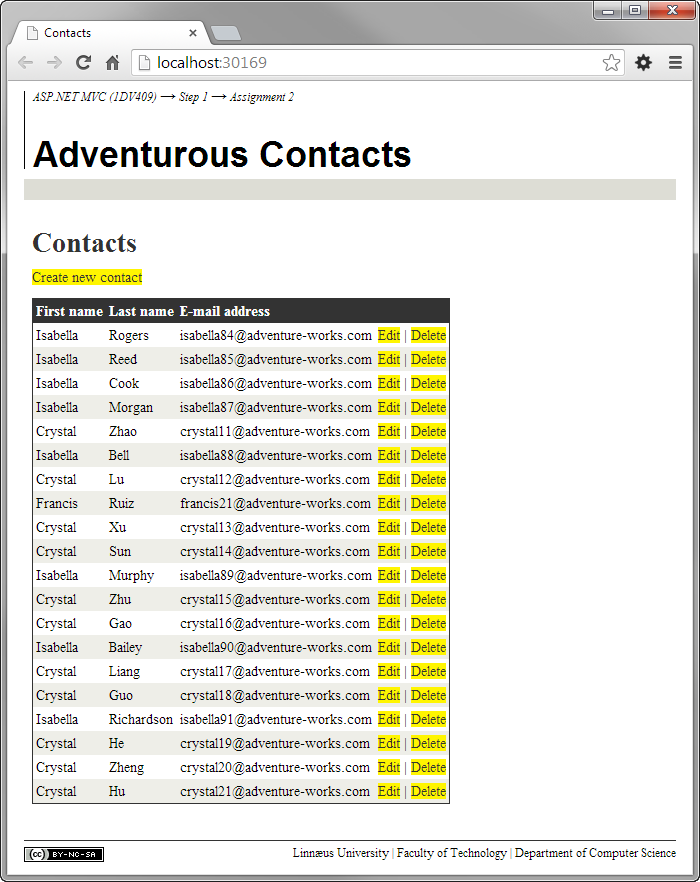 Contacts
localhost:30169
ASP.NET MVC (1DV409) → Step 1 → Assignment 2
Adventurous Contacts
Contacts
Create new contact
First name Last name E-mail address
Isabella Rogers isabella84@adventure-works.com Edit | Delete
Isabella Reed isabella85@adventure-works.com Edit | Delete
Isabella Cook isabella86@adventure-works.com Edit | Delete
Isabella Morgan isabella87@adventure-works.com Edit | Delete
Crystal Zhao crystal11@adventure-works.com Edit | Delete
Isabella Bell isabella88@adventure-works.com Edit | Delete
Crystal Lu crystal12@adventure-works.com Edit | Delete
Francis Ruiz francis21@adventure-works.com Edit | Delete
Crystal Xu crystal13@adventure-works.com Edit | Delete
Crystal Sun crystal14@adventure-works.com Edit | Delete
Isabella Murphy isabella89@adventure-works.com Edit | Delete
Crystal Zhu crystal15@adventure-works.com Edit | Delete
Crystal Gao crystal16@adventure-works.com Edit | Delete
Isabella Bailey isabella90@adventure-works.com Edit | Delete
Crystal Liang crystal17@adventure-works.com Edit | Delete
Crystal Guo crystal18@adventure-works.com Edit | Delete
Isabella Richardson isabella91@adventure-works.com Edit | Delete
Crystal He crystal19@adventure-works.com Edit | Delete
Crystal Zheng crystal20@adventure-works.com Edit | Delete
Crystal Hu crystal21@adventure-works.com Edit | Delete
(cc) BY-NC-SA
Linnæus University | Faculty of Technology | Department of Computer Science